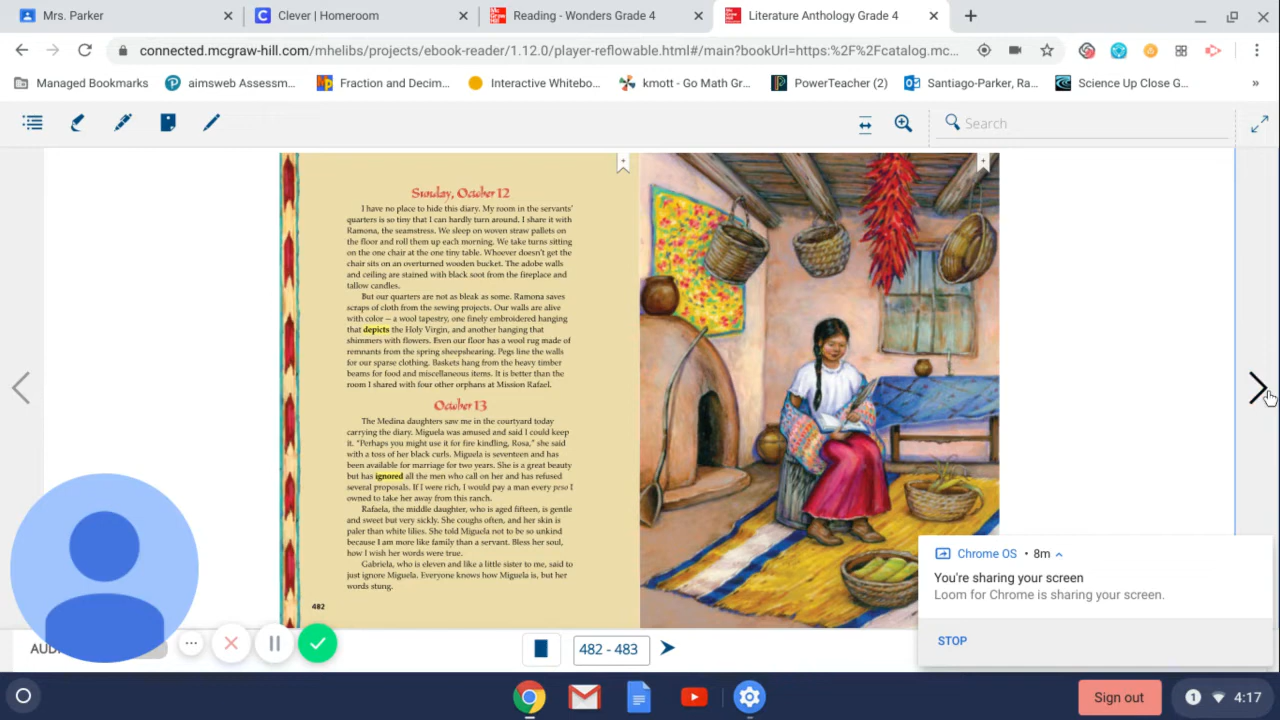 Mrs. Parker
Clever | Homeroom
Reading - Wonders Grade 4
Literature Anthology Grade 4
connected.mcgraw-hill.com/mhelibs/projects/ebook-reader/1.12.0/player-reflowable.html#/main?bookUrl=https:%2F%2Fcatalog.mc...
Managed Bookmarks
aimsweb Assessm...
Fraction and Decim...
Interactive Whitebo...
kmott - Go Math Gr...
PowerTeacher (2)
Santiago-Parker, Ra...
Science Up Close G...
»
Search
Sunday, October 12
I have no place to hide this diary. My room in the servants'
quarters is so tiny that I can hardly turn around. I share it with
Ramona, the seamstress. We sleep on woven straw pallets on
the floor and roll them up each morning. We take turns sitting
on the one chair at the one tiny table. Whoever doesn't get the
chair sits on an overturned wooden bucket. The adobe walls
and ceiling are stained with black soot from the fireplace and
tallow candles.
But our quarters are not as bleak as some. Ramona saves
scraps of cloth from the sewing projects. Our walls are alive
with color – a wool tapestry, one finely embroidered hanging
that depicts the Holy Virgin, and another hanging that
shimmers with flowers. Even our floor has a wool rug made of
remnants from the spring sheepshearing. Pegs line the walls
for our sparse clothing. Baskets hang from the heavy timber
beams for food and miscellaneous items. It is better than the
room I shared with four other orphans at Mission Rafael.
October 13
The Medina daughters saw me in the courtyard today
carrying the diary. Miguela was amused and said I could keep
it. "Perhaps you might use it for fire kindling, Rosa," she said
with a toss of her black curls. Miguela is seventeen and has
been available for marriage for two years. She is a great beauty
but has ignored all the men who call on her and has refused
several proposals. If I were rich, I would pay a man every peso I
owned to take her away from this ranch.
Rafaela, the middle daughter, who is aged fifteen, is gentle
and sweet but very sickly. She coughs often, and her skin is
paler than white lilies. She told Miguela not to be so unkind
because I am more like family than a servant. Bless her soul,
how I wish her words were true.
Gabriela, who is eleven and like a little sister to me, said to
just ignore Miguela. Everyone knows how Miguela is, but her
words stung.
482
Chrome OS • 8m
You're sharing your screen
Loom for Chrome is sharing your screen.
STOP
482 - 483
Sign out
1
4:17